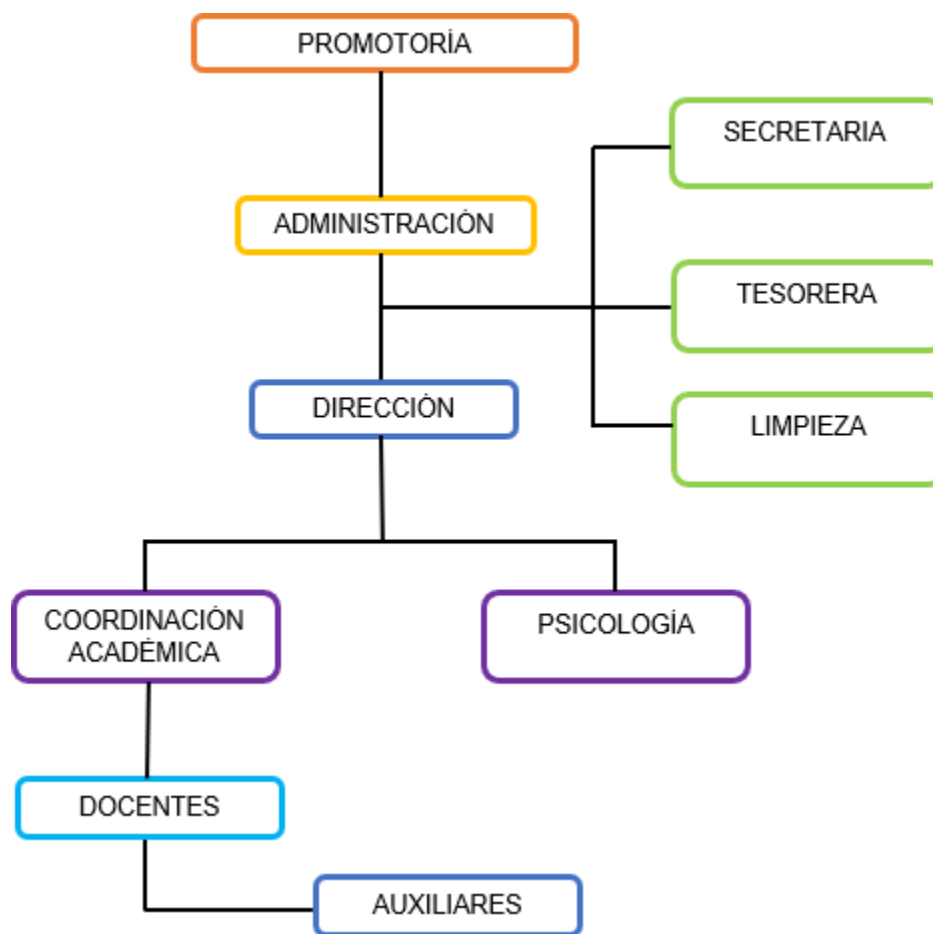 PROMOTORÍA
SECRETARIA
ADMINISTRACIÓN
TESORERA
DIRECCIÓN
LIMPIEZA
COORDINACIÓN
ACADÉMICA
PSICOLOGÍA
DOCENTES
AUXILIARES